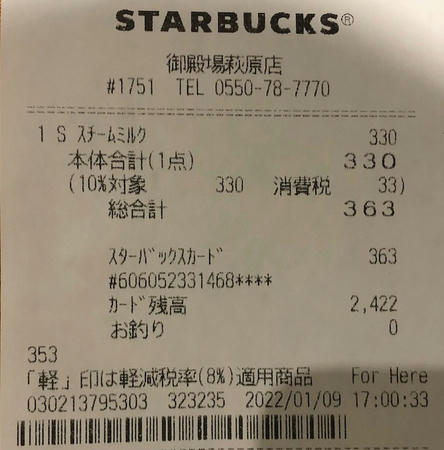 STARBUCKS®
御殿場萩原店
#1751 TEL 0550-78-7770
1 S ｽﾁｰﾑﾐﾙｸ 330
本体合計(1点) 330
(10%対象 330 消費税 33)
総合計 363
ｽﾀｰﾊﾞｯｸｽｶｰﾄﾞ 363
#606052331468****
ｶｰﾄﾞ残高 2,422
お釣り 0
353
「軽」印は軽減税率(8%)適用商品 For Here
030213795303 323235 2022/01/09 17:00:33